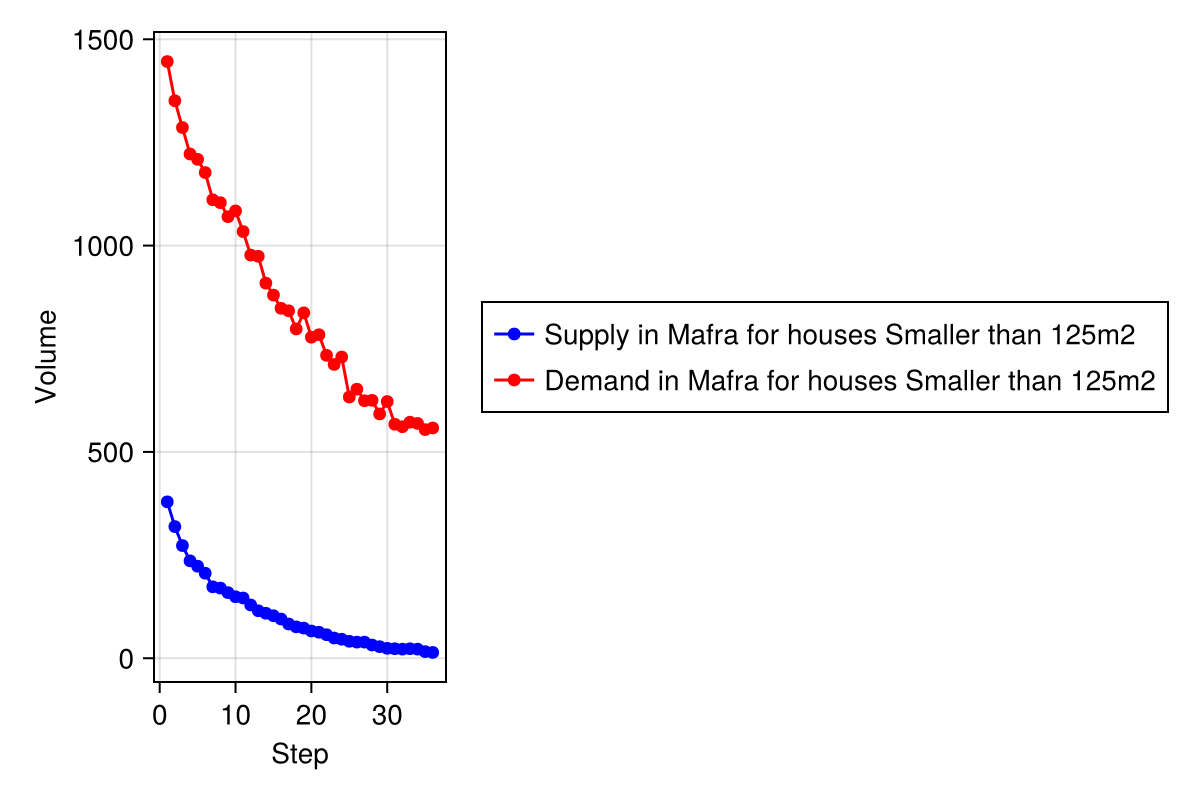 1500
1000
500
0
Volume
0 10 20 30
Step
Supply in Mafra for houses Smaller than 125m2
Demand in Mafra for houses Smaller than 125m2